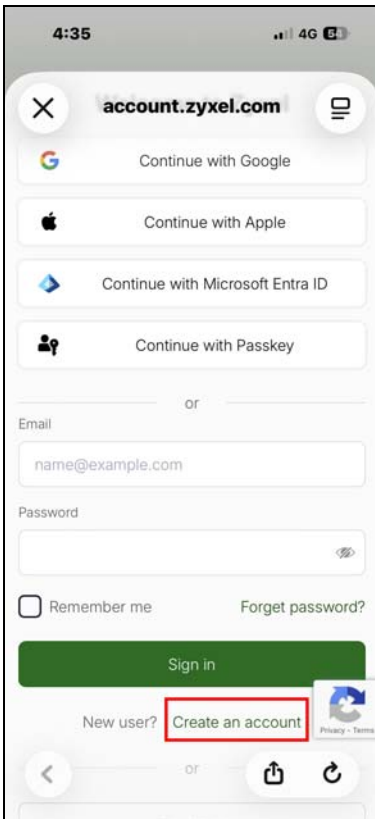 4:35
4G
account.zyxel.com
Continue with Google
Continue with Apple
Continue with Microsoft Entra ID
Continue with Passkey
or
Email
name@example.com
Password
Remember me Forget password?
Sign in
New user? Create an account
Privacy - Terms
or